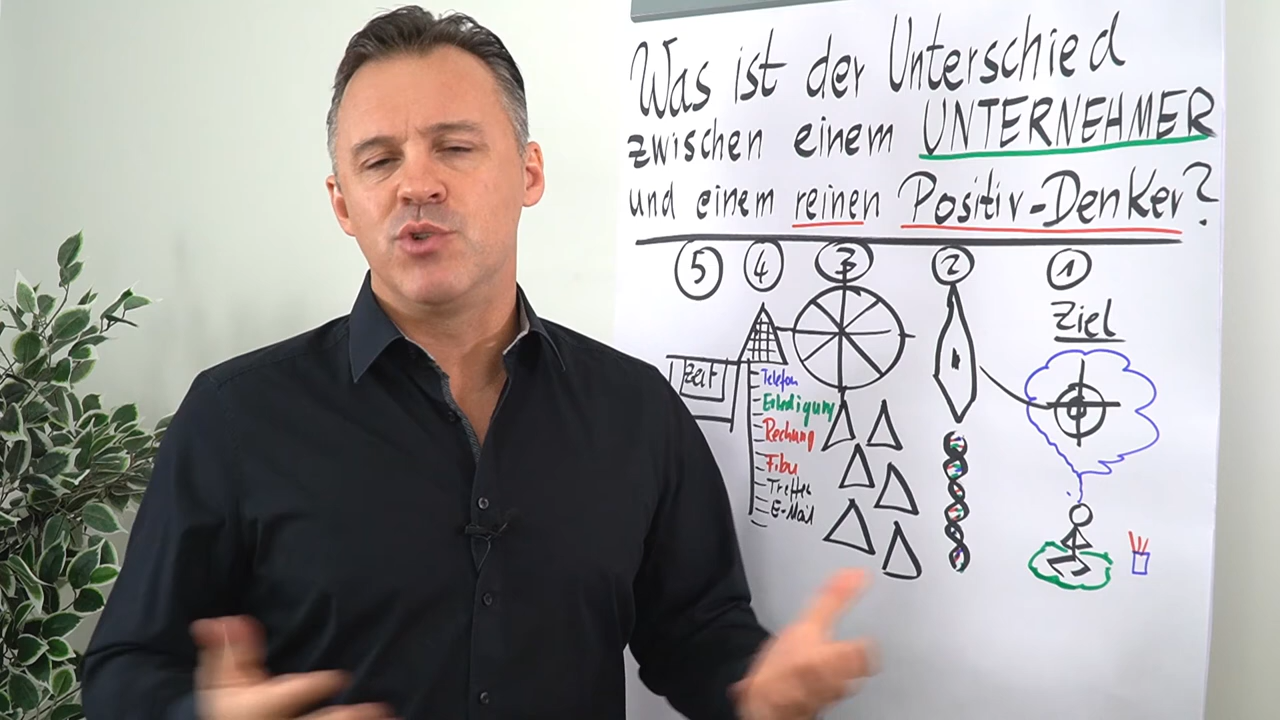 Was ist der Unterschied
zwischen einem UNTERNEHMER
und einem reinen Positiv-Denker?
5 4 3 2 1
Ziel
Zeit
Telefon
Erledigung
Rechnung
Fibu
Treffen
E-Mail